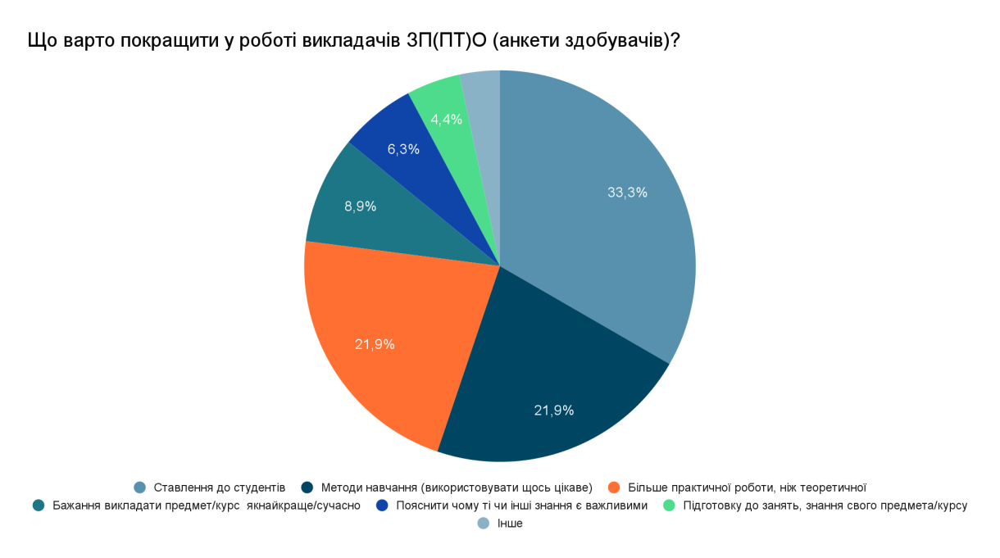 Що варто покращити у роботі викладачів ЗП(ПТ)О (анкети здобувачів)?
4,4%
6,3%
33,3%
8,9%
21,9%
21,9%
Ставлення до студентів Методи навчання (використовувати щось цікаве) Більше практичної роботи, ніж теоретичної
Бажання викладати предмет/курс якнайкраще/сучасно Пояснити чому ті чи інші знання є важливими Підготовку до занять, знання свого предмета/курсу
Інше